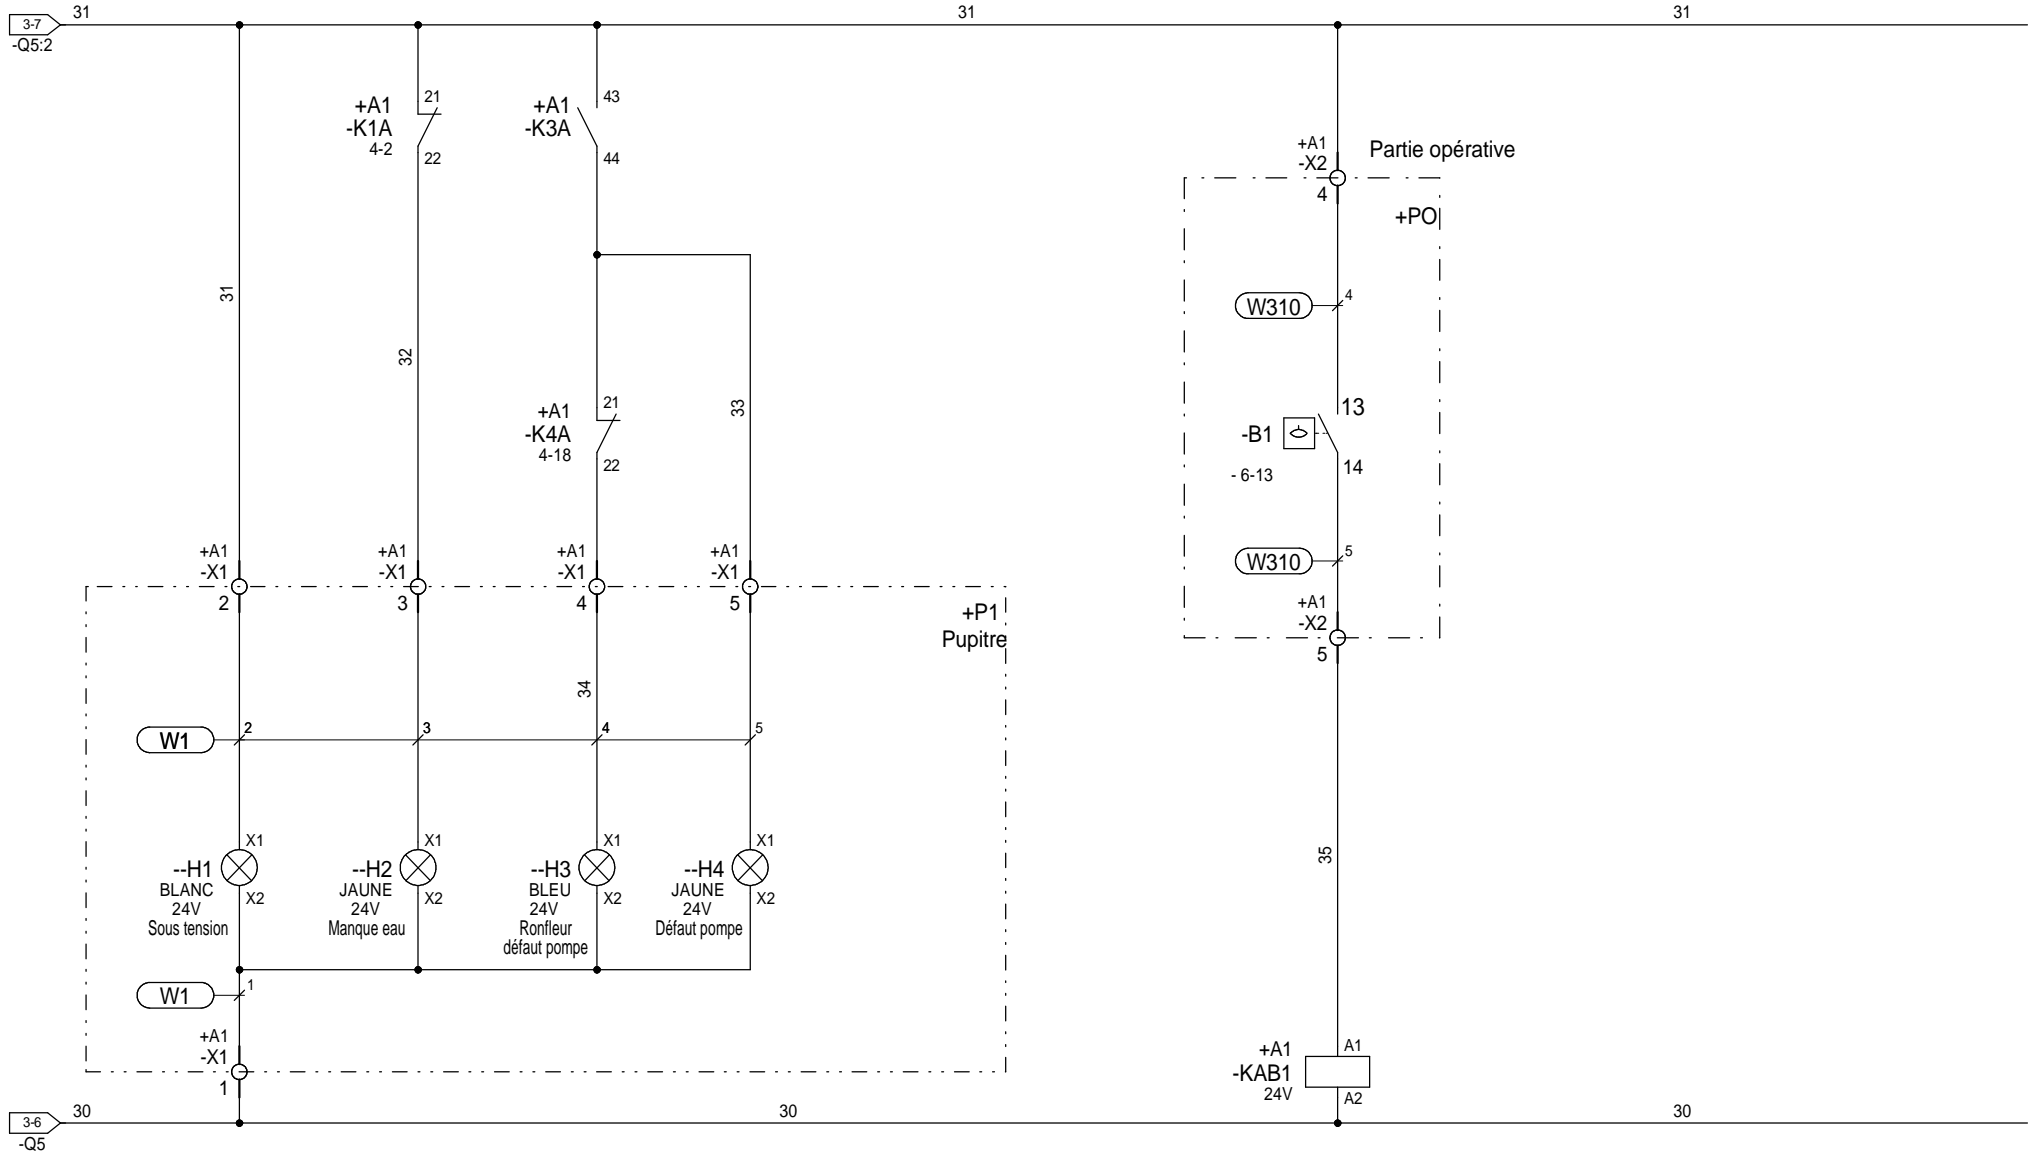 31
31
31
3-7
-Q5:2
+A1
-K1A
4-2
21
22
+A1
-K3A
43
44
+A1
-X2
4
Partie opérative
+PO
31
32
33
W310
4
+A1
-K4A
4-18
21
22
-B1
- 6-13
13
14
W310
5
+A1
-X1
2
+A1
-X1
3
+A1
-X1
4
+A1
-X1
5
+P1
Pupitre
+A1
-X2
5
34
W1
2
3
4
5
--H1
BLANC
24V
Sous tension
X1
X2
--H2
JAUNE
24V
Manque eau
X1
X2
--H3
BLEU
24V
Ronfleur
défaut pompe
X1
X2
--H4
JAUNE
24V
Défaut pompe
X1
X2
35
W1
1
+A1
-X1
1
+A1
-KAB1
24V
A1
A2
30
30
30
3-6
-Q5